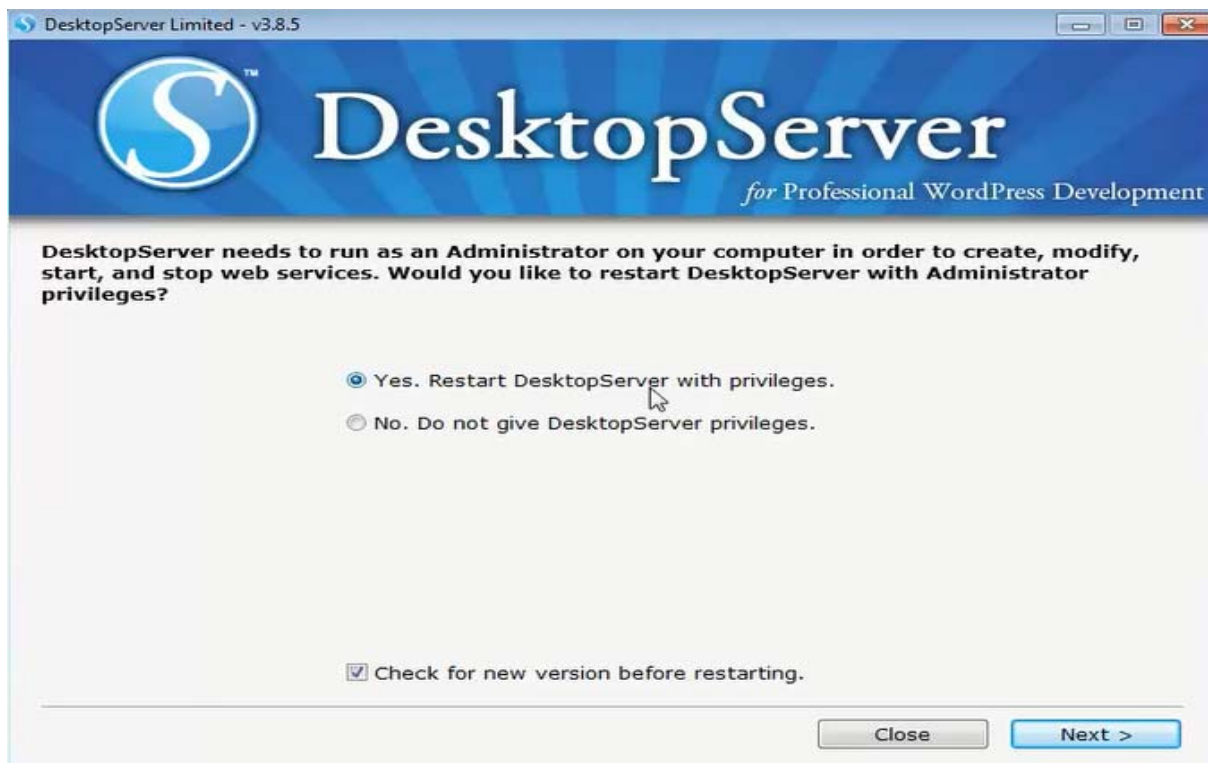 DesktopServer Limited - v3.8.5
S™
DesktopServer
for Professional WordPress Development
DesktopServer needs to run as an Administrator on your computer in order to create, modify,
start, and stop web services. Would you like to restart DesktopServer with Administrator
privileges?
Yes. Restart DesktopServer with privileges.
No. Do not give DesktopServer privileges.
Check for new version before restarting.
Close
Next >